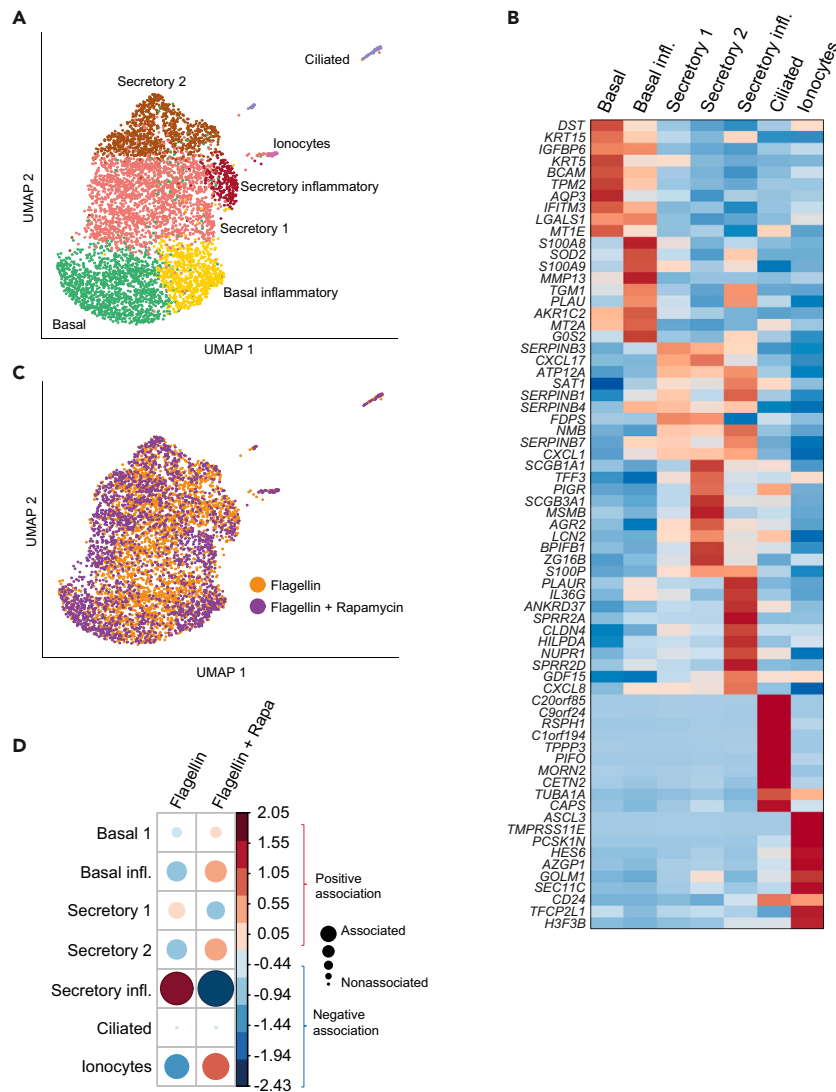 A
Ciliated
Secretory 2
Ionocytes
Secretory inflammatory
Secretory 1
Basal inflammatory
Basal
UMAP 2
UMAP 1
B
Basal
Basal infl.
Secretory 1
Secretory 2
Secretory infl.
Ciliated
Ionocytes
DST
KRT15
IGFBP6
KRT5
BCAM
TPM2
AQP3
IFITM3
LGALS1
MT1E
S100A8
SOD2
S100A9
MMP13
TGM1
PLAU
AKR1C2
MT2A
G0S2
SERPINB3
CXCL17
ATP12A
SAT1
SERPINB1
SERPINB4
FDPS
NMB
SERPINB7
CXCL1
SCGB1A1
TFF3
PIGR
SCGB3A1
MSMB
AGR2
LCN2
BPIFB1
ZG16B
S100P
PLAUR
IL36G
ANKRD37
SPRR2A
CLDN4
HILPDA
NUPR1
SPRR2D
GDF15
CXCL8
C20orf85
C9orf24
RSPH1
C1orf194
TPPP3
PIFO
MORN2
CETN2
TUBA1A
CAPS
ASCL3
TMPRSS11E
PCSK1N
HES6
AZGP1
GOLM1
SEC11C
CD24
TFCP2L1
H3F3B
C
UMAP 2
Flagellin
Flagellin + Rapamycin
UMAP 1
D
Flagellin
Flagellin + Rapa
Basal 1
Basal infl.
Secretory 1
Secretory 2
Secretory infl.
Ciliated
Ionocytes
2.05
1.55
1.05
0.55
0.05
-0.44
-0.94
-1.44
-1.94
-2.43
Positive
association
Associated
Nonassociated
Negative
association